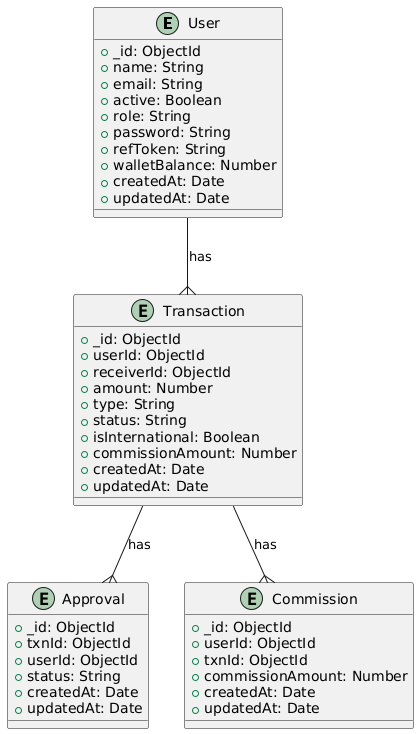 E User
_id: ObjectId
name: String
email: String
active: Boolean
role: String
password: String
refToken: String
walletBalance: Number
createdAt: Date
updatedAt: Date
has
E Transaction
_id: ObjectId
userId: ObjectId
receiverId: ObjectId
amount: Number
type: String
status: String
isInternational: Boolean
commissionAmount: Number
createdAt: Date
updatedAt: Date
has
has
E Approval
_id: ObjectId
txnId: ObjectId
userId: ObjectId
status: String
createdAt: Date
updatedAt: Date
E Commission
_id: ObjectId
userId: ObjectId
txnId: ObjectId
commissionAmount: Number
createdAt: Date
updatedAt: Date